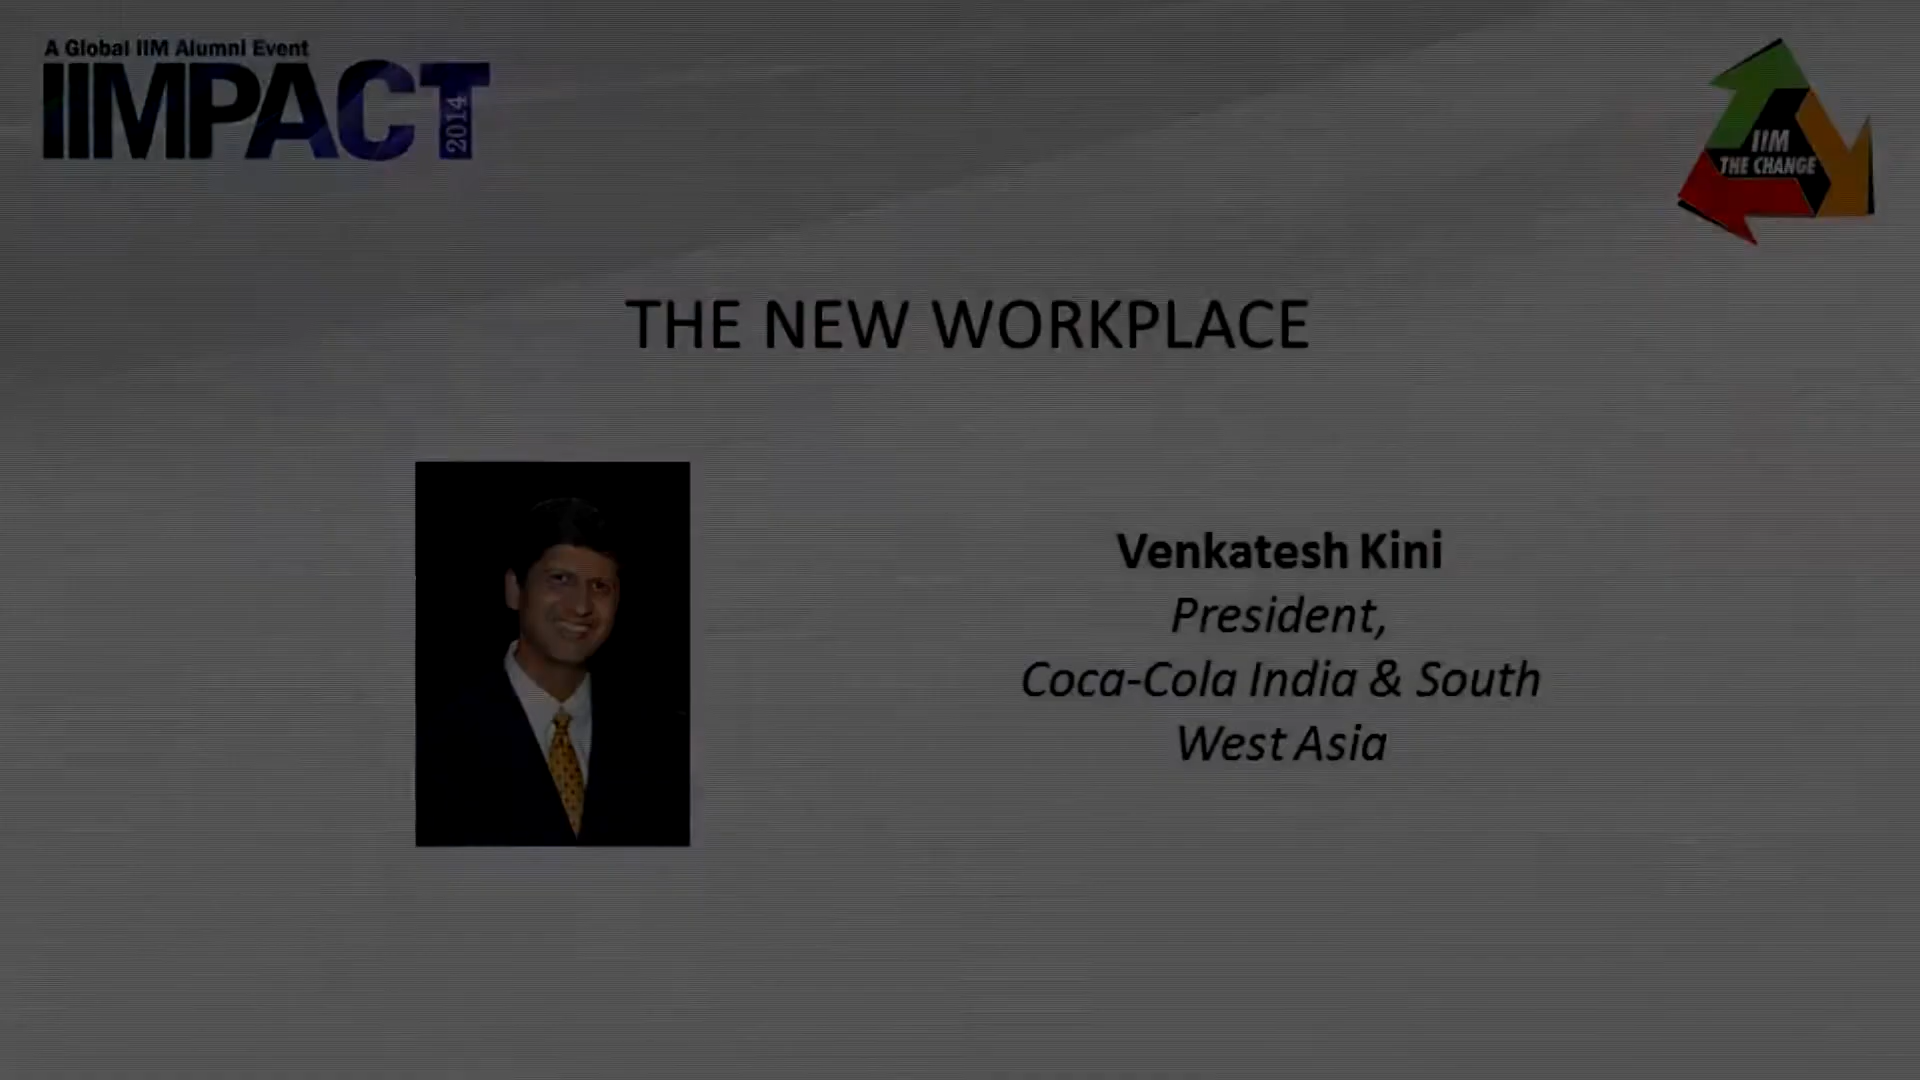 A Global IIM Alumni Event
IIMPACT
2014
IIM
THE CHANGE
THE NEW WORKPLACE
Venkatesh Kini
President,
Coca-Cola India & South
West Asia